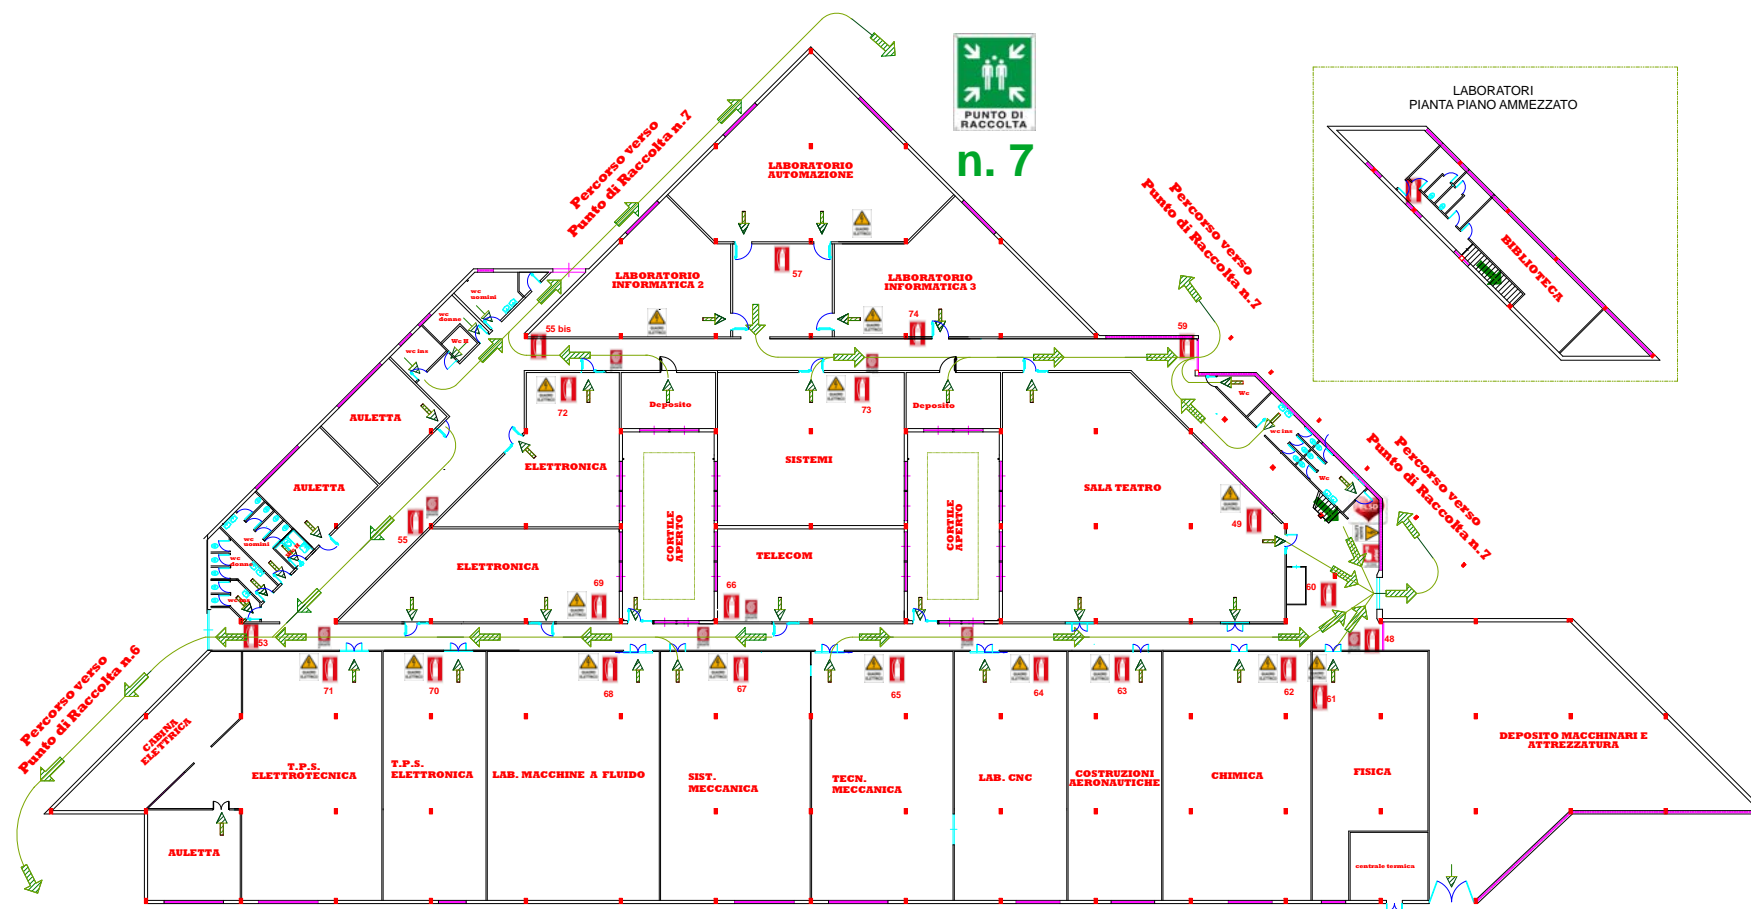 PUNTO DI
RACCOLTA
n. 7
LABORATORI
PIANTA PIANO AMMEZZATO
BIBLIOTECA
Percorso verso
Punto di Raccolta n.7
Percorso verso
Punto di Raccolta n.7
Percorso verso
Punto di Raccolta n.7
LABORATORIO
AUTOMAZIONE
57
LABORATORIO
INFORMATICA 2
LABORATORIO
INFORMATICA 3
wc
uomini
wc
donne
Wc H
wc ins
55 bis
74
59
AULETTA
72
Deposito
73
Deposito
Wc
wc ins
Wc
ELETTRONICA
SISTEMI
SALA TEATRO
AULETTA
55
49
wc
uomini
wc
donne
CORTILE
APERTO
CORTILE
APERTO
ELETTRONICA
TELECOM
69
66
60
53
48
Percorso verso
Punto di Raccolta n.6
71
70
68
67
65
64
63
62
61
CABINA
ELETTRICA
T.P.S.
ELETTROTECNICA
T.P.S.
ELETTRONICA
LAB. MACCHINE A FLUIDO
SIST.
MECCANICA
TECN.
MECCANICA
LAB. CNC
COSTRUZIONI
AERONAUTICHE
CHIMICA
FISICA
DEPOSITO MACCHINARI E
ATTREZZATURA
AULETTA
centrale termica